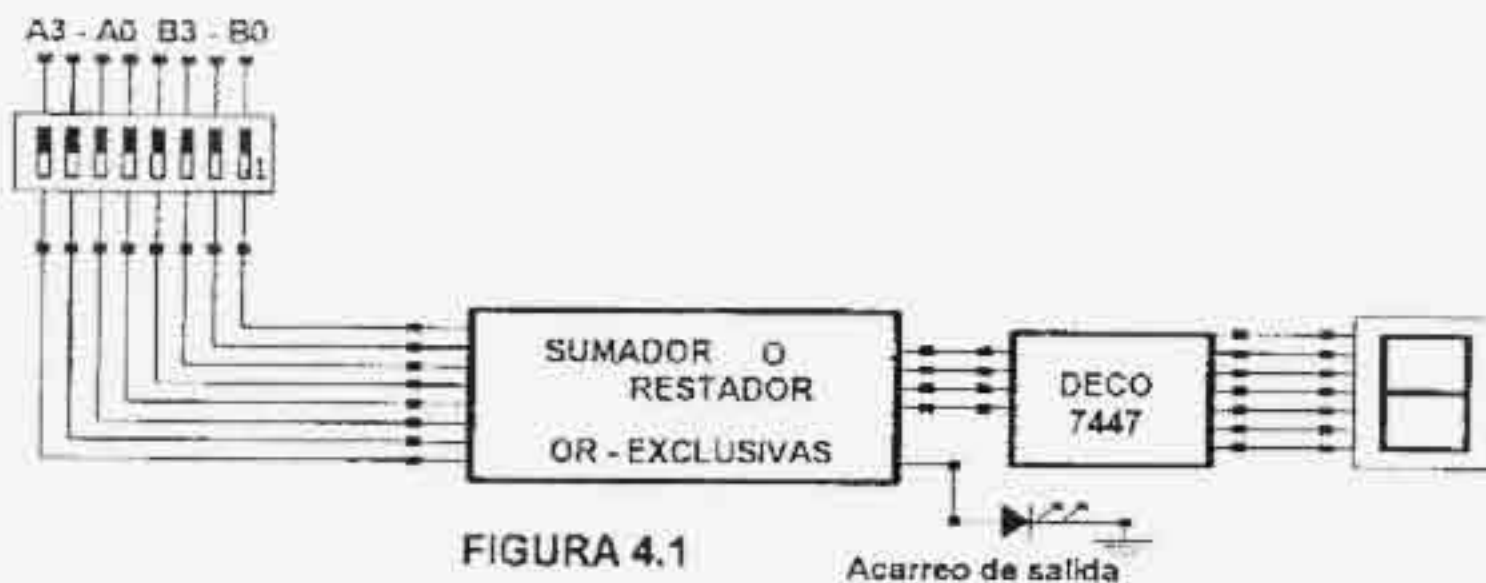 A3 - A0 B3 - B0
1
SUMADOR O
RESTADOR
OR - EXCLUSIVAS
DECO
7447
FIGURA 4.1
Acarreo de salida